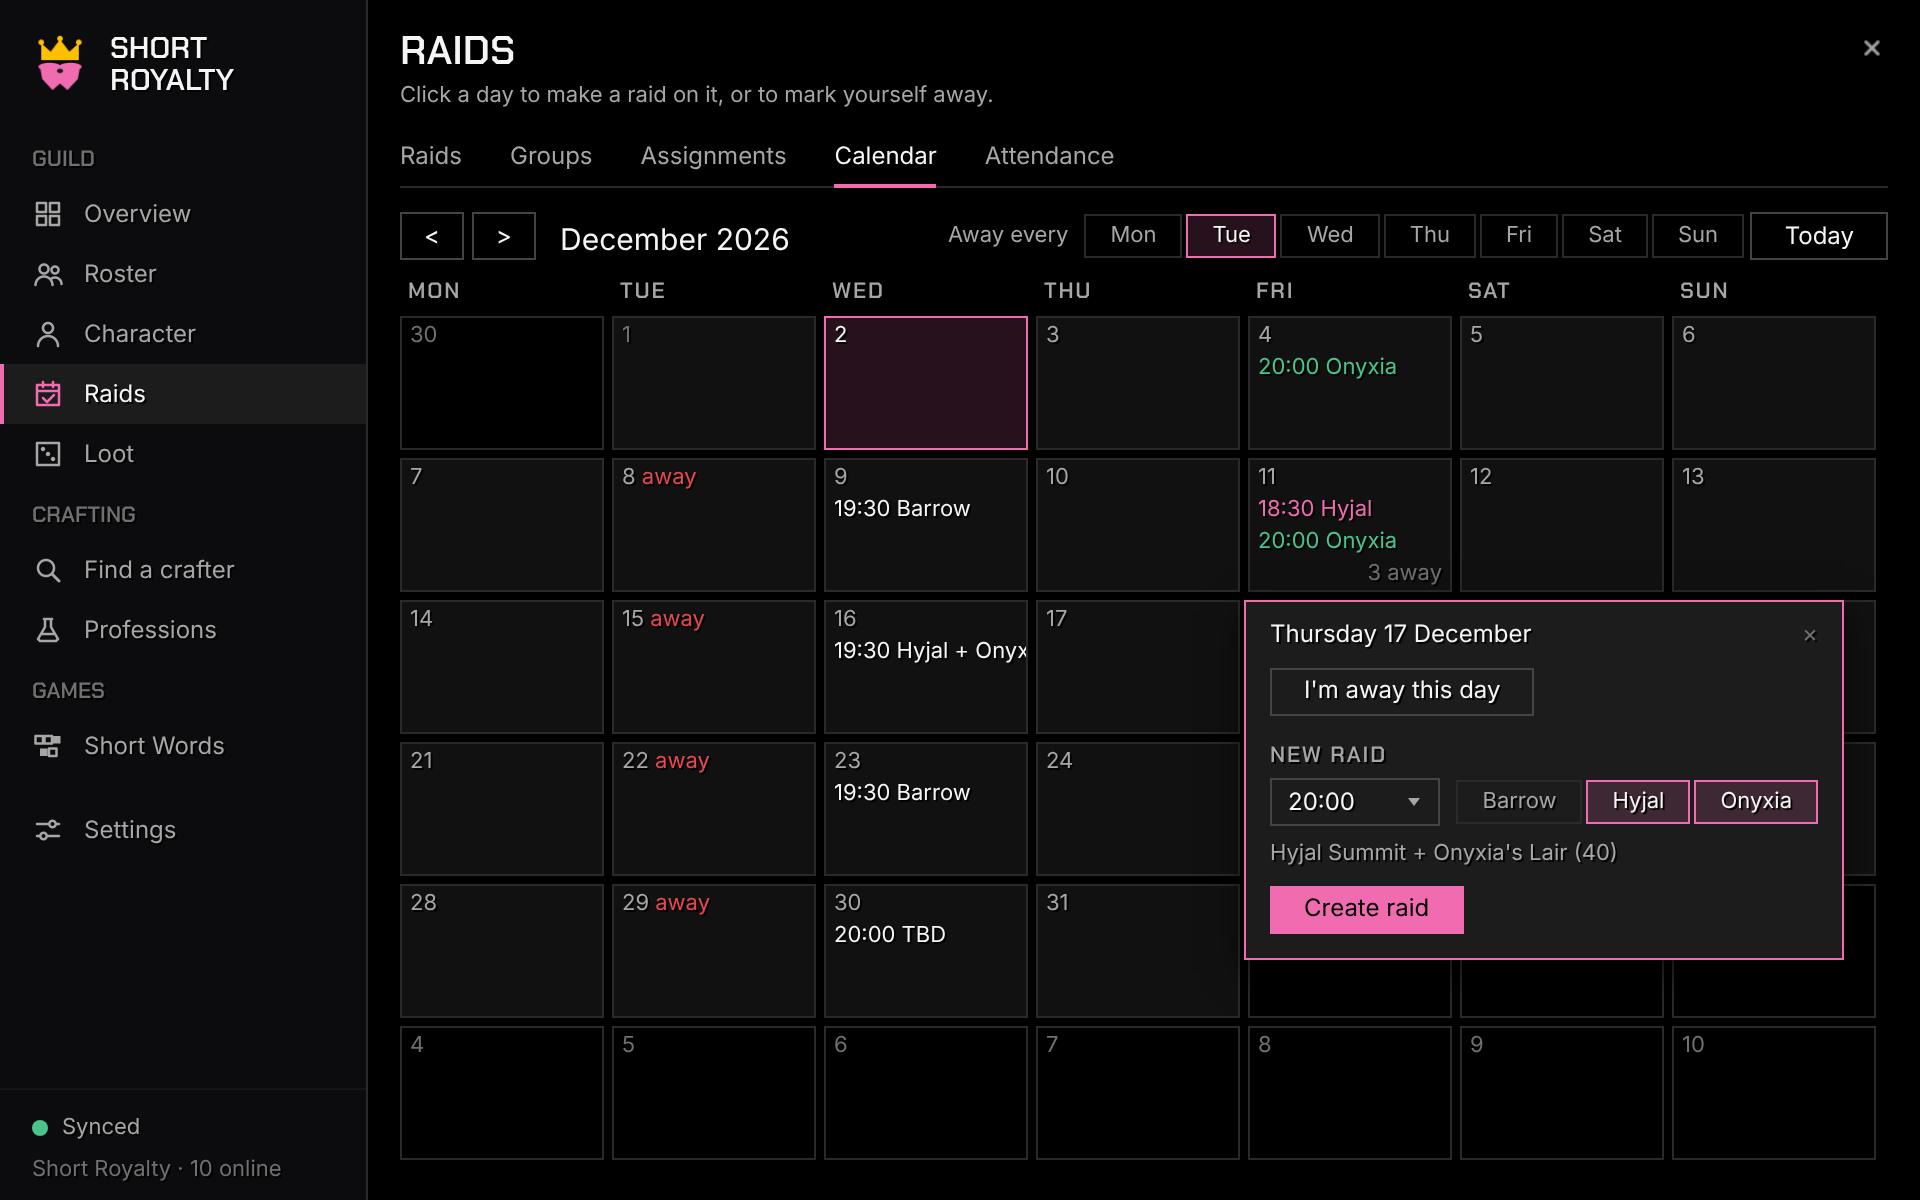 SHORT
ROYALTY
GUILD
Overview
Roster
Character
Raids
Loot
CRAFTING
Find a crafter
Professions
GAMES
Short Words
Settings
Synced
Short Royalty · 10 online
RAIDS
×
Click a day to make a raid on it, or to mark yourself away.
Raids Groups Assignments Calendar Attendance
< > December 2026 Away every Mon Tue Wed Thu Fri Sat Sun Today
MON TUE WED THU FRI SAT SUN
30 1 2 3 4 5 6
20:00 Onyxia
7 8 away 9 10 11 12 13
19:30 Barrow 18:30 Hyjal
20:00 Onyxia
3 away
14 15 away 16 17
19:30 Hyjal + Onyx
21 22 away 23 24
19:30 Barrow
28 29 away 30 31
20:00 TBD
4 5 6 7 8 9 10
Thursday 17 December ×
I'm away this day
NEW RAID
20:00 Barrow Hyjal Onyxia
Hyjal Summit + Onyxia's Lair (40)
Create raid